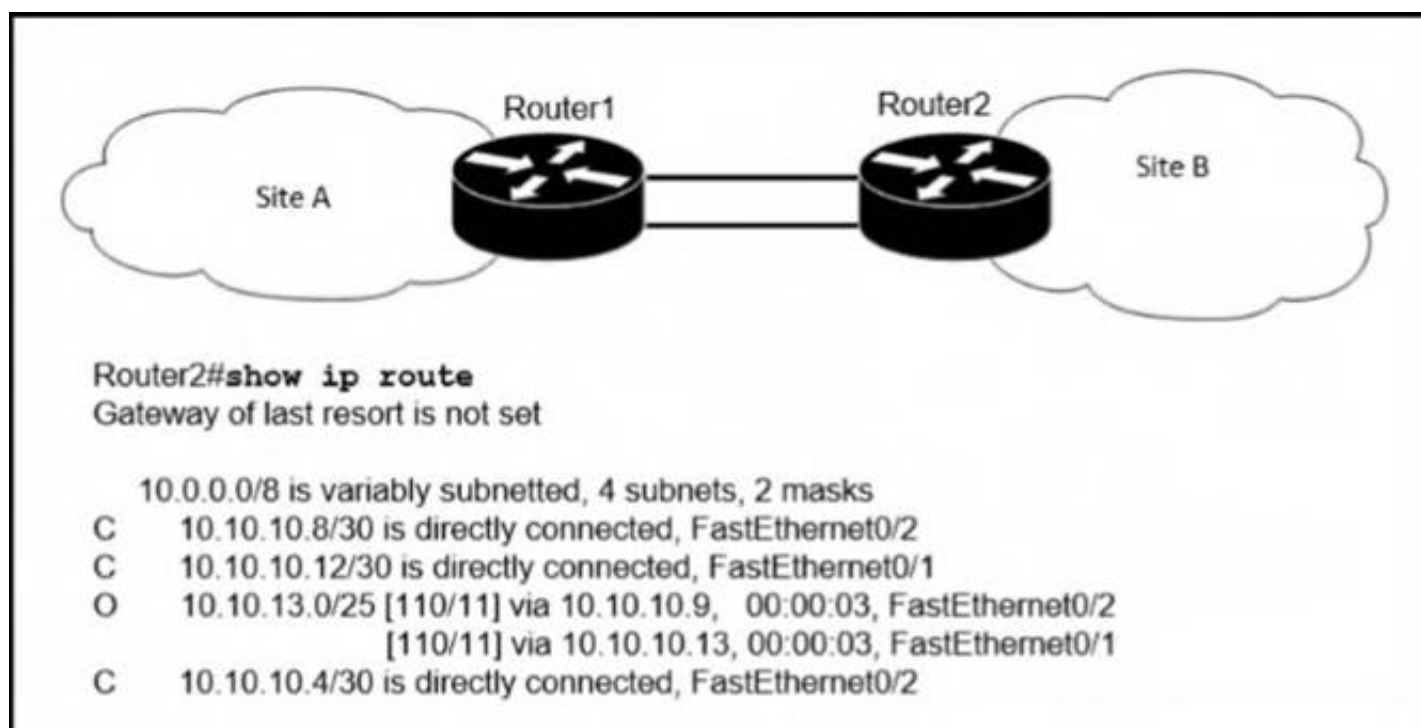 Router1
Router2
Site A
Site B
Router2#show ip route
Gateway of last resort is not set
10.0.0.0/8 is variably subnetted, 4 subnets, 2 masks
C 10.10.10.8/30 is directly connected, FastEthernet0/2
C 10.10.10.12/30 is directly connected, FastEthernet0/1
O 10.10.13.0/25 [110/11] via 10.10.10.9, 00:00:03, FastEthernet0/2
[110/11] via 10.10.10.13, 00:00:03, FastEthernet0/1
C 10.10.10.4/30 is directly connected, FastEthernet0/2